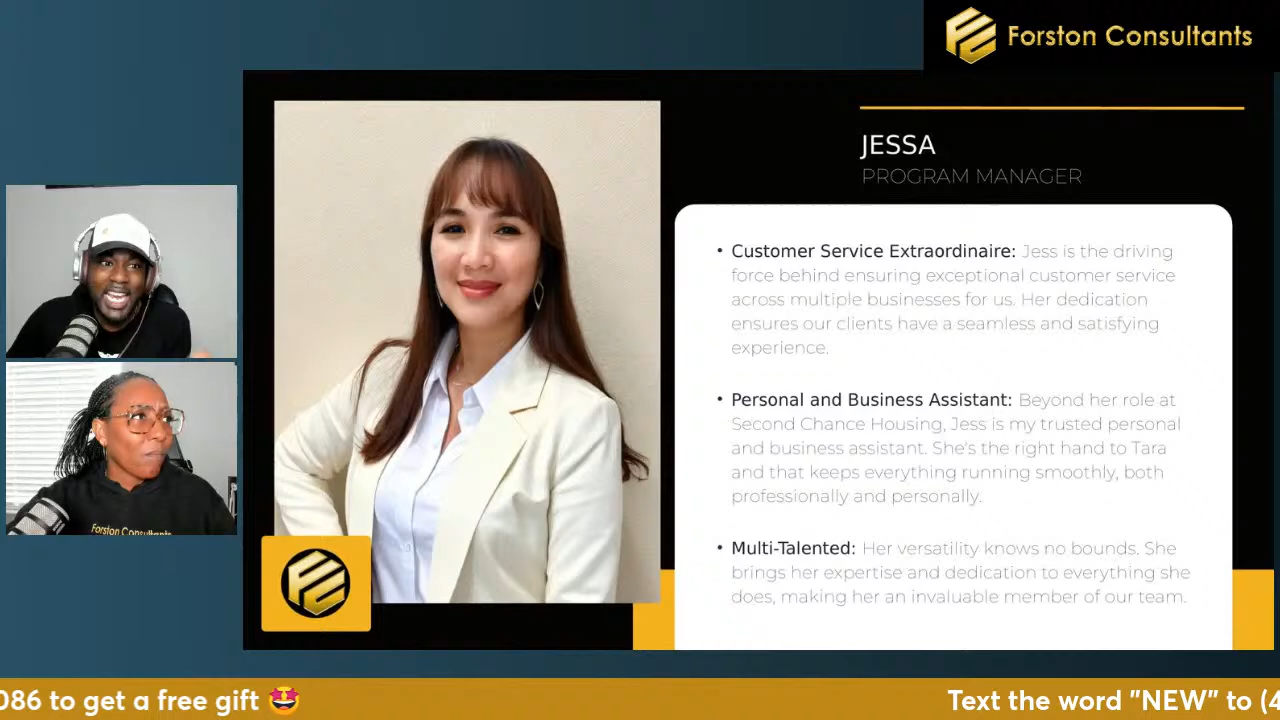 Forston Consultants
JESSA
PROGRAM MANAGER
• Customer Service Extraordinaire: Jess is the driving
force behind ensuring exceptional customer service
across multiple businesses for us. Her dedication
ensures our clients have a seamless and satisfying
experience.
• Personal and Business Assistant: Beyond her role at
Second Chance Housing, Jess is my trusted personal
and business assistant. She's the right hand to Tara
and that keeps everything running smoothly, both
professionally and personally.
• Multi-Talented: Her versatility knows no bounds. She
brings her expertise and dedication to everything she
does, making her an invaluable member of our team.
Forston Consultants
086 to get a free gift 🤩
Text the word "NEW" to (4